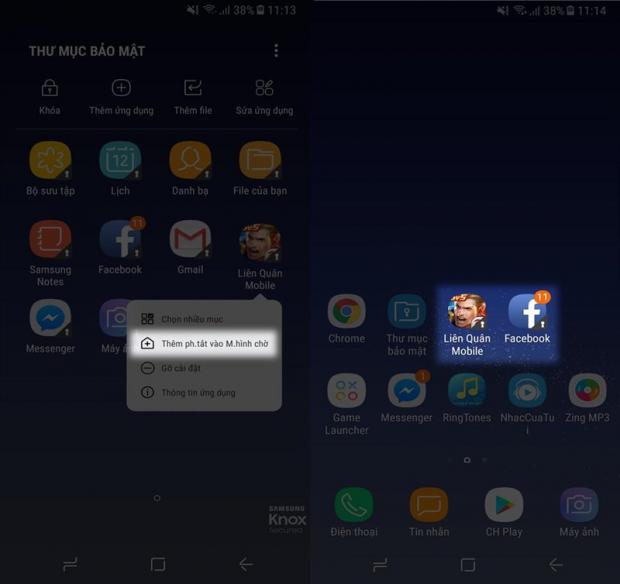 38% 11:13
THƯ MỤC BẢO MẬT
Khóa
Thêm ứng dụng
Thêm file
Sửa ứng dụng
12
Bộ sưu tập
Lịch
Danh bạ
File của bạn
11
Samsung
Notes
Facebook
Gmail
Liên Quân
Mobile
Messenger
Máy
Chọn nhiều mục
Thêm ph.tắt vào M.hình chờ
Gỡ cài đặt
Thông tin ứng dụng
SAMSUNG
Knox
Secured
38% 11:14
11
Chrome
Thư mục
bảo mật
Liên Quân
Mobile
Facebook
1
Game
Launcher
Messenger
RingTones
NhacCuaTu
i
Zing MP3
Điện thoại
Tin nhắn
CH Play
Máy ảnh